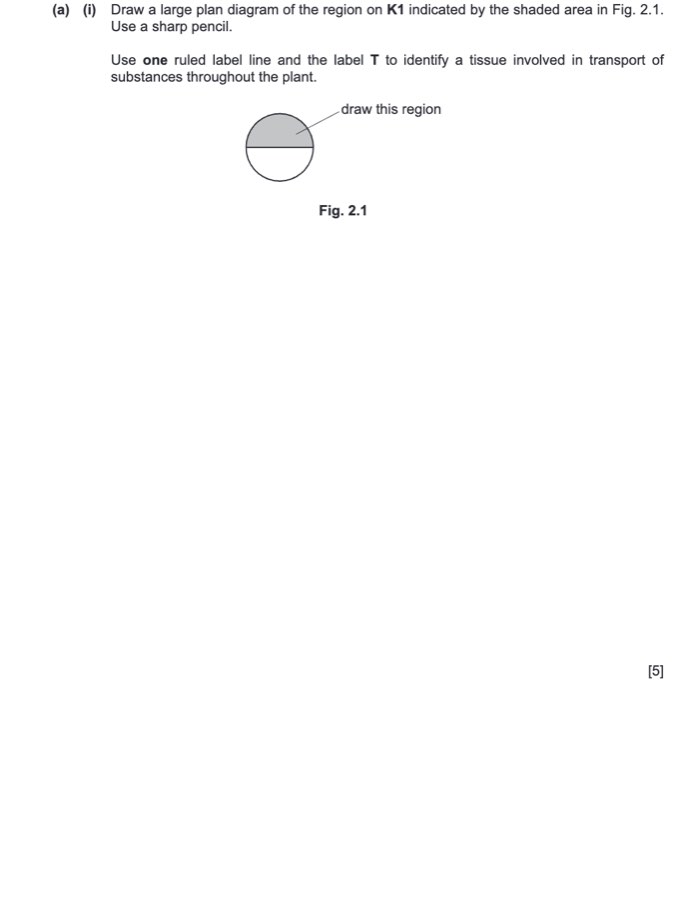 (a) (i) Draw a large plan diagram of the region on K1 indicated by the shaded area in Fig. 2.1.
Use a sharp pencil.
Use one ruled label line and the label T to identify a tissue involved in transport of
substances throughout the plant.
draw this region
Fig. 2.1
[5]